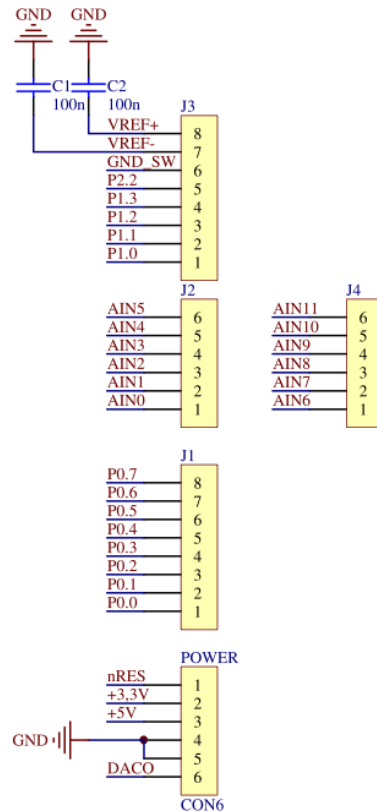 GND GND
C1 C2
100n 100n
J3
VREF+ 8
VREF- 7
GND_SW 6
P2.2 5
P1.3 4
P1.2 3
P1.1 2
P1.0 1
J2 J4
AIN5 6 AIN11 6
AIN4 5 AIN10 5
AIN3 4 AIN9 4
AIN2 3 AIN8 3
AIN1 2 AIN7 2
AIN0 1 AIN6 1
J1
P0.7 8
P0.6 7
P0.5 6
P0.4 5
P0.3 4
P0.2 3
P0.1 2
P0.0 1
POWER
nRES 1
+3,3V 2
+5V 3
GND 4
5
DACO 6
CON6